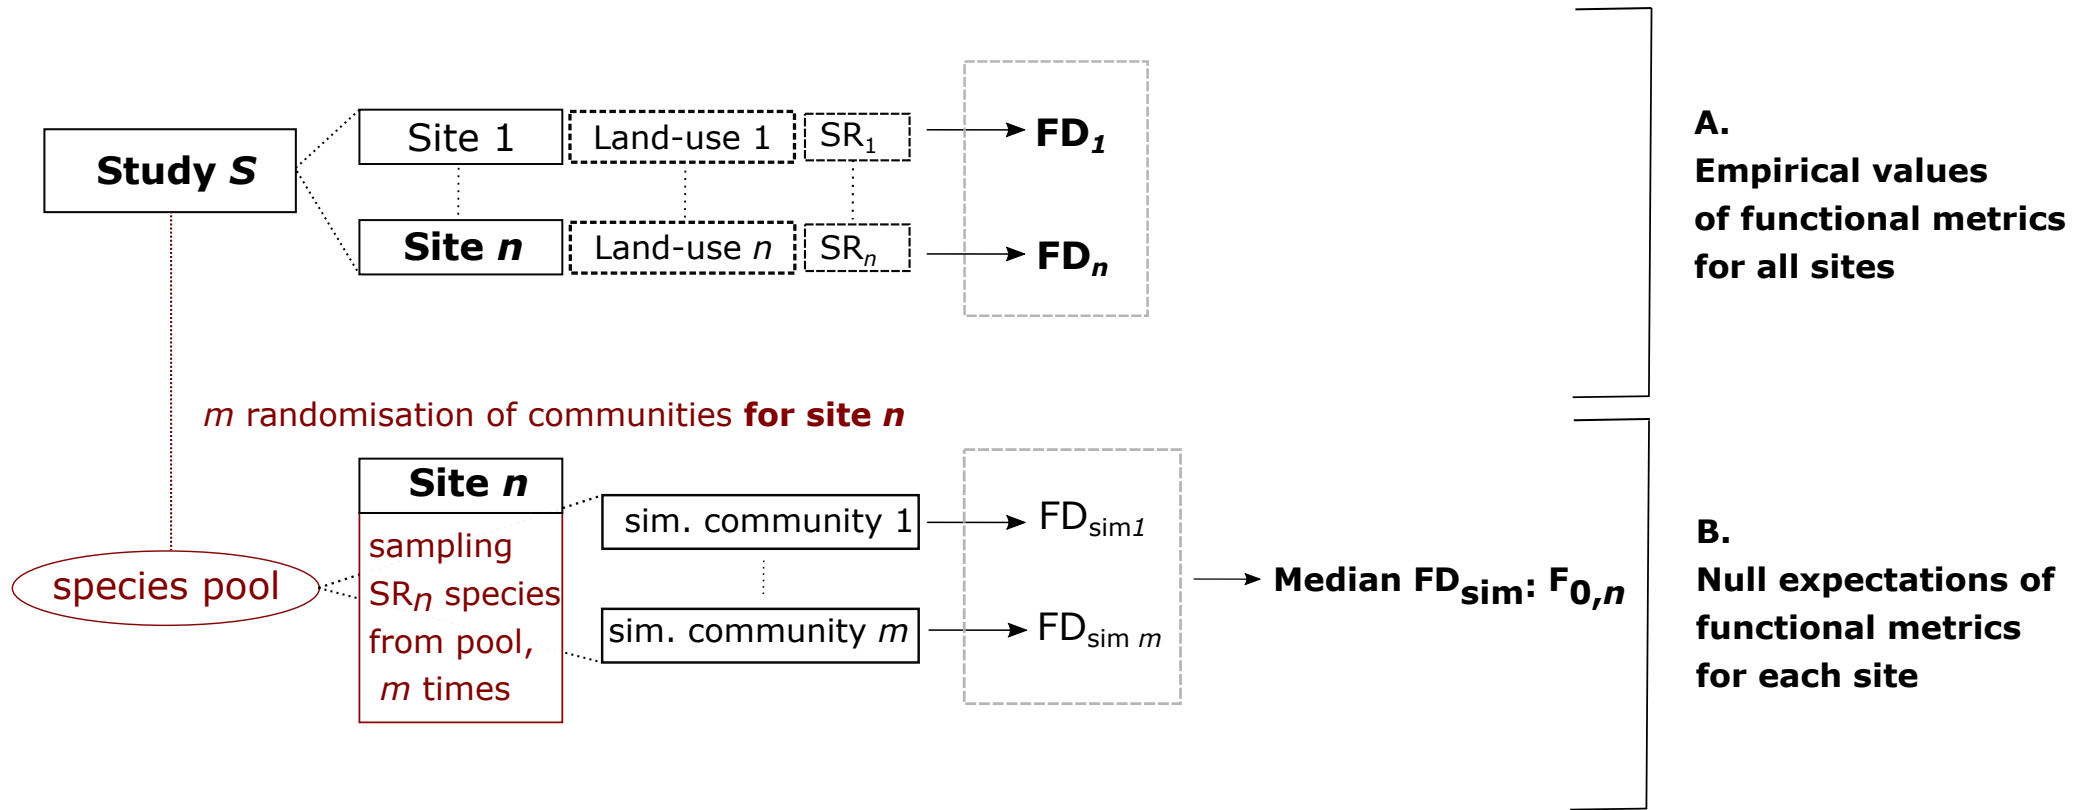 Study S
Site 1
Land-use 1
SR1
FD1
Site n
Land-use n
SRn
FDn
A.
Empirical values
of functional metrics
for all sites
m randomisation of communities for site n
species pool
Site n
sampling
SRn species
from pool,
m times
sim. community 1
FDsim1
sim. community m
FDsim m
Median FDsim: F0,n
B.
Null expectations of
functional metrics
for each site